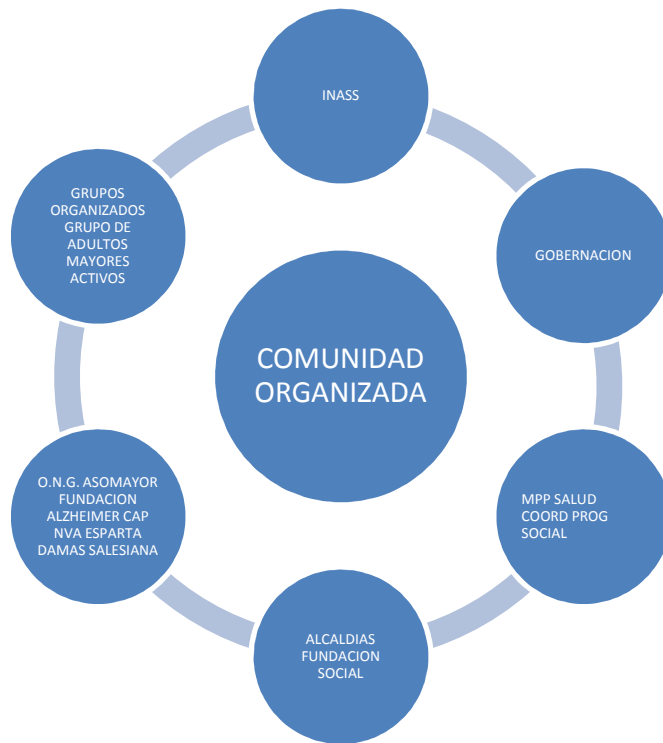 INASS
GOBERNACION
MPP SALUD
COORD PROG
SOCIAL
ALCALDIAS
FUNDACION
SOCIAL
O.N.G. ASOMAYOR
FUNDACION
ALZHEIMER CAP
NVA ESPARTA
DAMAS SALESIANA
GRUPOS
ORGANIZADOS
GRUPO DE
ADULTOS
MAYORES
ACTIVOS
COMUNIDAD
ORGANIZADA